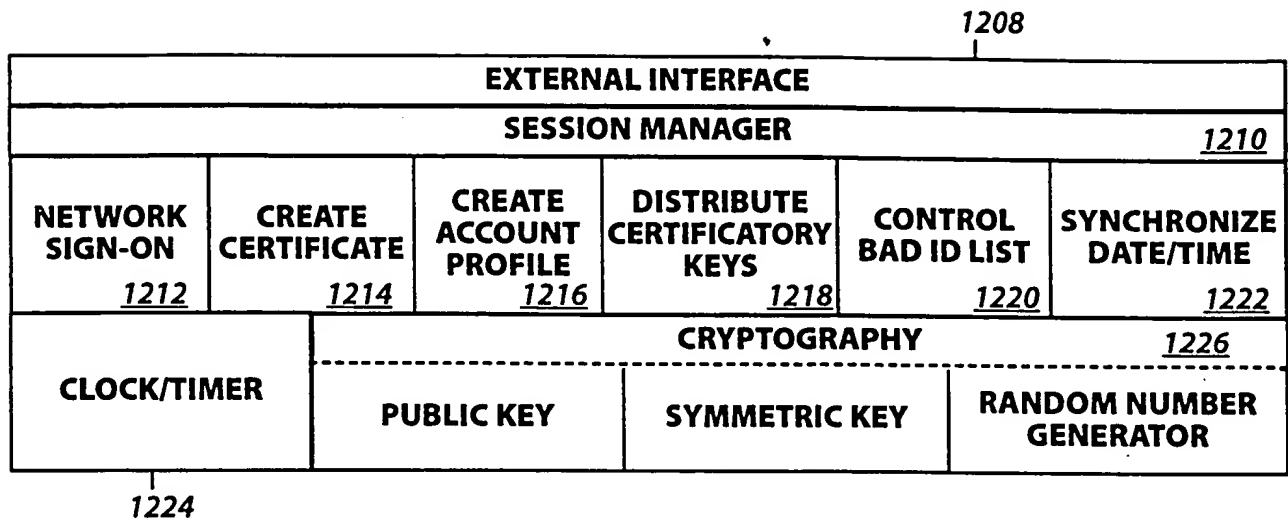 1208
EXTERNAL INTERFACE
SESSION MANAGER
1210
NETWORK
SIGN-ON
1212
CREATE
CERTIFICATE
1214
CREATE
ACCOUNT
PROFILE
1216
DISTRIBUTE
CERTIFICATORY
KEYS
1218
CONTROL
BAD ID LIST
1220
SYNCHRONIZE
DATE/TIME
1222
CLOCK/TIMER
CRYPTOGRAPHY
1226
PUBLIC KEY
SYMMETRIC KEY
RANDOM NUMBER
GENERATOR
1224